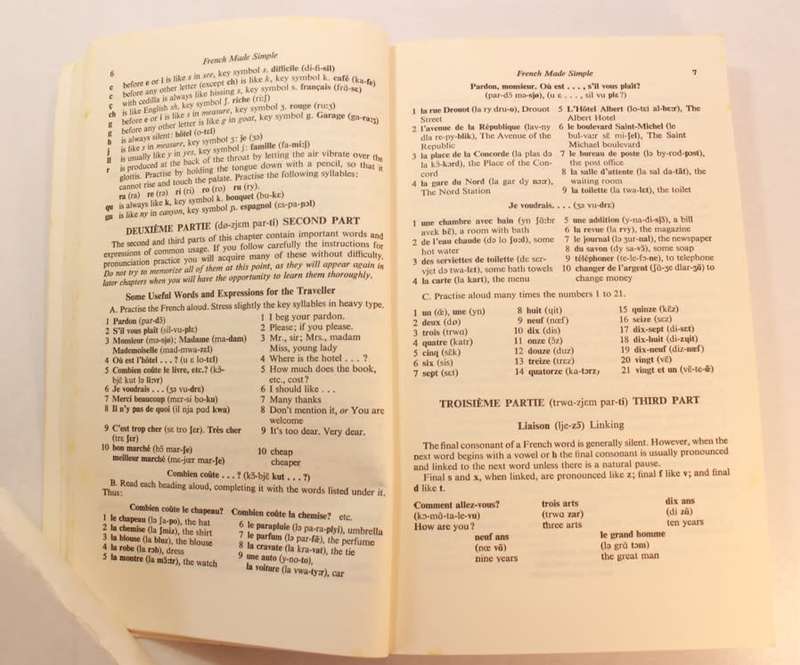 6
French Made Simple
c before e or i is like s in see, key symbol s. difficile (di-fi-sil)
c before any other letter (except ch) is like k, key symbol k. café (ka-fe)
ç with cedilla is always like hissing s, key symbol s. français (frɑ̃-sɛ)
ch is like English sh, key symbol ʃ. riche (ri:ʃ)
g before e or i is like s in measure, key symbol ʒ. rouge (ru:ʒ)
g before any other letter is like g in goat, key symbol g. Garage (ga-ra:ʒ)
h is always silent: hôtel (o-tɛl)
j is like s in measure, key symbol ʒ: je (ʒə)
ll is usually like y in yes, key symbol j: famille (fa-mi:j)
r is produced at the back of the throat by letting the air vibrate over the
glottis. Practise by holding the tongue down with a pencil, so that it
cannot rise and touch the palate. Practise the following syllables:
ra (ra) re (rə) ri (ri) ro (ro) ru (ry).
qu is always like k, key symbol k. bouquet (bu-kɛ)
gn is like ny in canyon, key symbol ɲ. espagnol (ɛs-pa-ɲɔl)
DEUXIÈME PARTIE (dø-zjɛm par-ti) SECOND PART
The second and third parts of this chapter contain important words and
expressions of common usage. If you follow carefully the instructions for
pronunciation practice you will acquire many of these without difficulty.
Do not try to memorize all of them at this point, as they will appear again in
later chapters when you will have the opportunity to learn them thoroughly.
Some Useful Words and Expressions for the Traveller
A. Practise the French aloud. Stress slightly the key syllables in heavy type.
1 Pardon (par-dɔ̃) 1 I beg your pardon.
2 S'il vous plaît (sil-vu-plɛ) 2 Please; if you please.
3 Monsieur (mə-sjø); Madame (ma-dam) 3 Mr., sir; Mrs., madam
Mademoiselle (mad-mwa-zɛl) Miss, young lady
4 Où est l'hôtel . . . ? (u ɛ lo-tɛl) 4 Where is the hotel . . . ?
5 Combien coûte le livre, etc.? (kɔ̃- 5 How much does the book,
bjɛ̃ kut lə li:vr) etc., cost?
6 Je voudrais . . . (ʒə vu-drɛ) 6 I should like . . .
7 Merci beaucoup (mɛr-si bo-ku) 7 Many thanks
8 Il n'y pas de quoi (il nja pad kwa) 8 Don't mention it, or You are
welcome
9 C'est trop cher (sɛ tro ʃɛr). Très cher 9 It's too dear. Very dear.
(trɛ ʃɛr)
10 bon marché (bɔ̃ mar-ʃe) 10 cheap
meilleur marché (mɛ-jœr mar-ʃe) cheaper
Combien coûte . . . ? (kɔ̃-bjɛ̃ kut . . . ?)
B. Read each heading aloud, completing it with the words listed under it.
Thus:
Combien coûte le chapeau? Combien coûte la chemise? etc.
1 le chapeau (lə ʃa-po), the hat 6 le parapluie (lə pa-ra-plyi), umbrella
2 la chemise (la ʃmiz), the shirt 7 le parfum (lə par-fœ̃), the perfume
3 la blouse (la bluz), the blouse 8 la cravate (la kra-vat), the tie
4 la robe (la rɔb), dress 9 une auto (y-no-to),
5 la montre (la mɔ̃:tr), the watch la voiture (la vwa-ty:r), car
French Made Simple
7
Pardon, monsieur. Où est . . . , s'il vous plaît?
(par-dɔ̃ mə-sjø), (u ɛ . . . , sil vu plɛ ?)
1 la rue Drouot (la ry dru-o), Drouot 5 L'Hôtel Albert (lo-tɛl al-bɛ:r), The
Street Albert Hotel
2 l'avenue de la République (lav-ny 6 le boulevard Saint-Michel (lə
dla re-py-blik), The Avenue of the bul-var sɛ̃ mi-ʃɛl), The Saint
Republic Michael boulevard
3 la place de la Concorde (la plas də 7 le bureau de poste (lə by-rod-pɔst),
la kɔ̃-kɔrd), the Place of the Con- the post office
cord 8 la salle d'attente (la sal da-tɑ̃t), the
4 la gare du Nord (la gar dy nɔ:r), waiting room
The Nord Station 9 la toilette (la twa-lɛt), the toilet
Je voudrais. . . . (ʒə vu-drɛ)
1 une chambre avec bain (yn ʃɑ̃:br 5 une addition (y-na-di-sjɔ̃), a bill
avɛk bɛ̃), a room with bath 6 la revue (la rvy), the magazine
2 de l'eau chaude (də lo ʃod), some 7 le journal (lə ʒur-nal), the newspaper
hot water 8 du savon (dy sa-vɔ̃), some soap
3 des serviettes de toilette (de sɛr- 9 téléphoner (te-le-fɔ-ne), to telephone
vjɛt də twa-lɛt), some bath towels 10 changer de l'argent (ʃɑ̃-ʒe dlar-ʒɑ̃) to
4 la carte (la kart), the menu change money
C. Practise aloud many times the numbers 1 to 21.
1 un (œ̃), une (yn) 8 huit (ɥit) 15 quinze (kɛ̃z)
2 deux (dø) 9 neuf (nœf) 16 seize (sɛz)
3 trois (trwa) 10 dix (dis) 17 dix-sept (di-sɛt)
4 quatre (katr) 11 onze (ɔ̃z) 18 dix-huit (di-zɥit)
5 cinq (sɛ̃k) 12 douze (duz) 19 dix-neuf (diz-nœf)
6 six (sis) 13 treize (trɛz) 20 vingt (vɛ̃)
7 sept (sɛt) 14 quatorze (ka-tɔrz) 21 vingt et un (vɛ̃-te-œ̃)
TROISIÈME PARTIE (trwa-zjɛm par-ti) THIRD PART
Liaison (lje-zɔ̃) Linking
The final consonant of a French word is generally silent. However, when the
next word begins with a vowel or h the final consonant is usually pronounced
and linked to the next word unless there is a natural pause.
Final s and x, when linked, are pronounced like z; final f like v; and final
d like t.
Comment allez-vous? trois arts dix ans
(kɔ-mɑ̃-ta-le-vu) (trwa zar) (di zɑ̃)
How are you? three arts ten years
neuf ans le grand homme
(nœ vɑ̃) (lə grɑ̃ tɔm)
nine years the great man